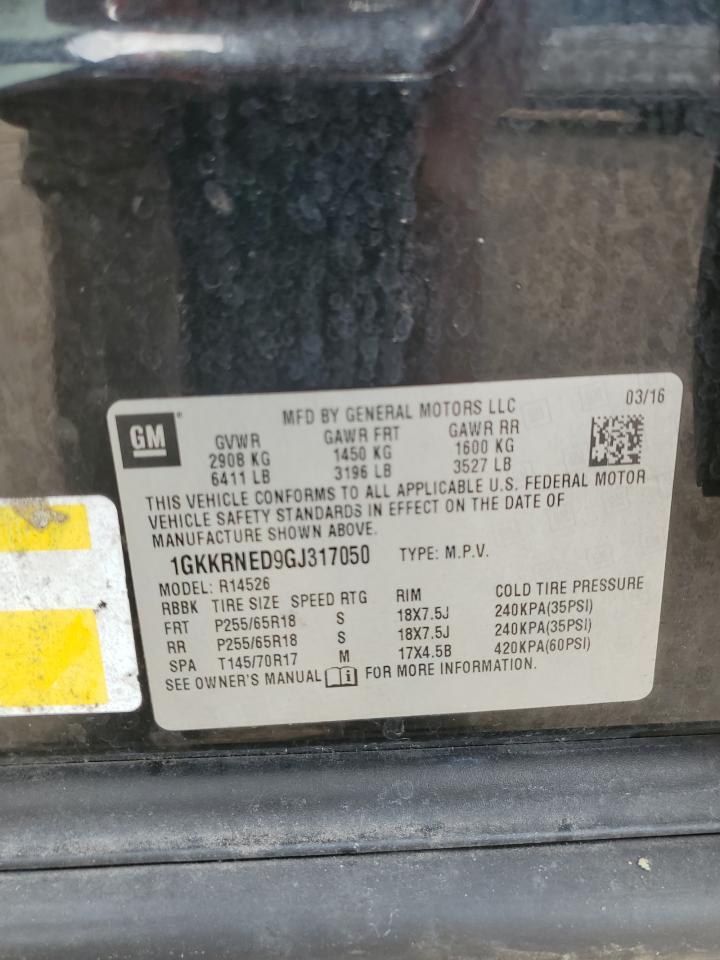 GM
MFD BY GENERAL MOTORS LLC 03/16
GVWR GAWR FRT GAWR RR
2908 KG 1450 KG 1600 KG
6411 LB 3196 LB 3527 LB
THIS VEHICLE CONFORMS TO ALL APPLICABLE U.S. FEDERAL MOTOR
VEHICLE SAFETY STANDARDS IN EFFECT ON THE DATE OF
MANUFACTURE SHOWN ABOVE.
1GKKRNED9GJ317050 TYPE: M.P.V.
MODEL: R14526
RBBK TIRE SIZE SPEED RTG RIM COLD TIRE PRESSURE
FRT P255/65R18 S 18X7.5J 240KPA(35PSI)
RR P255/65R18 S 18X7.5J 240KPA(35PSI)
SPA T145/70R17 M 17X4.5B 420KPA(60PSI)
SEE OWNER'S MANUAL i FOR MORE INFORMATION.